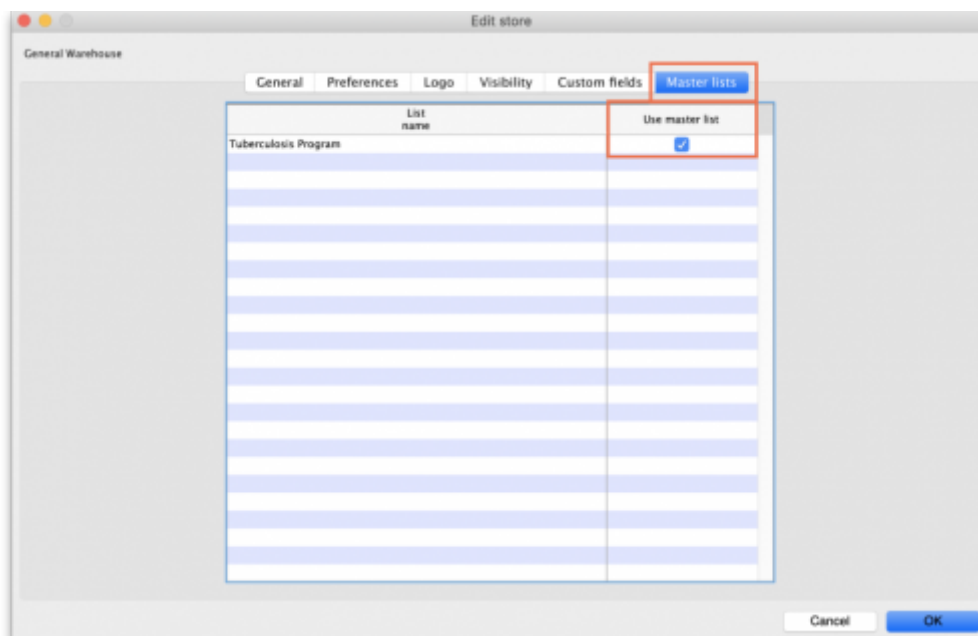 Edit store
General Warehouse
General Preferences Logo Visibility Custom fields Master lists
List
name
Use master list
Tuberculosis Program
Cancel OK